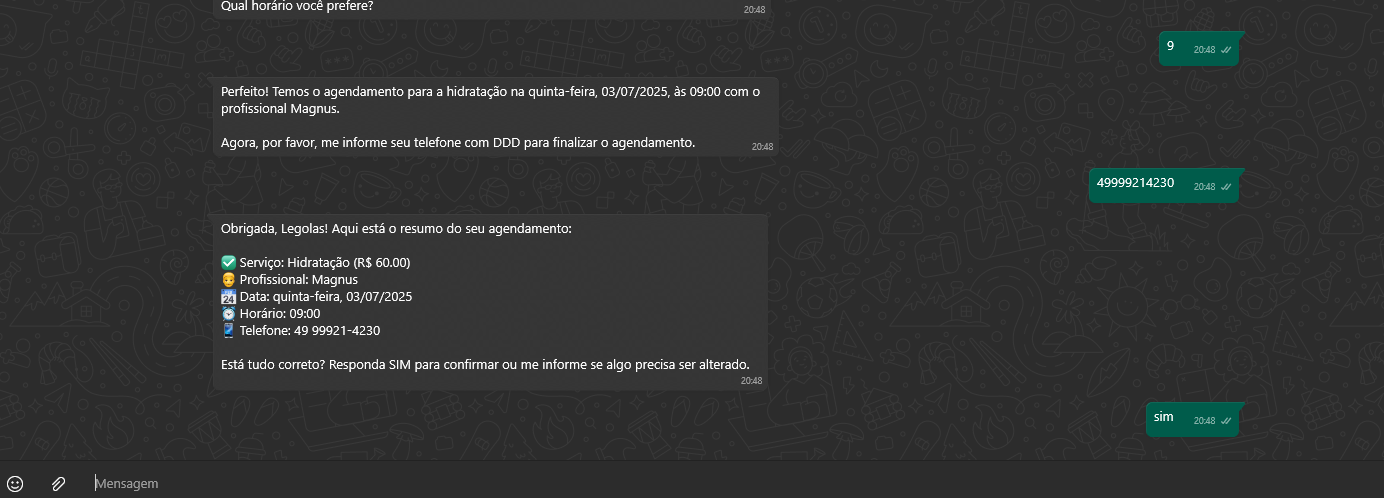 Qual horário você prefere?
20:48
9
20:48
Perfeito! Temos o agendamento para a hidratação na quinta-feira, 03/07/2025, às 09:00 com o
profissional Magnus.
Agora, por favor, me informe seu telefone com DDD para finalizar o agendamento.
20:48
49999214230
20:48
Obrigada, Legolas! Aqui está o resumo do seu agendamento:
✅ Serviço: Hidratação (R$ 60.00)
Profissional: Magnus
📆 Data: quinta-feira, 03/07/2025
⏰ Horário: 09:00
📱 Telefone: 49 99921-4230
Está tudo correto? Responda SIM para confirmar ou me informe se algo precisa ser alterado.
20:48
sim
20:48
Mensagem